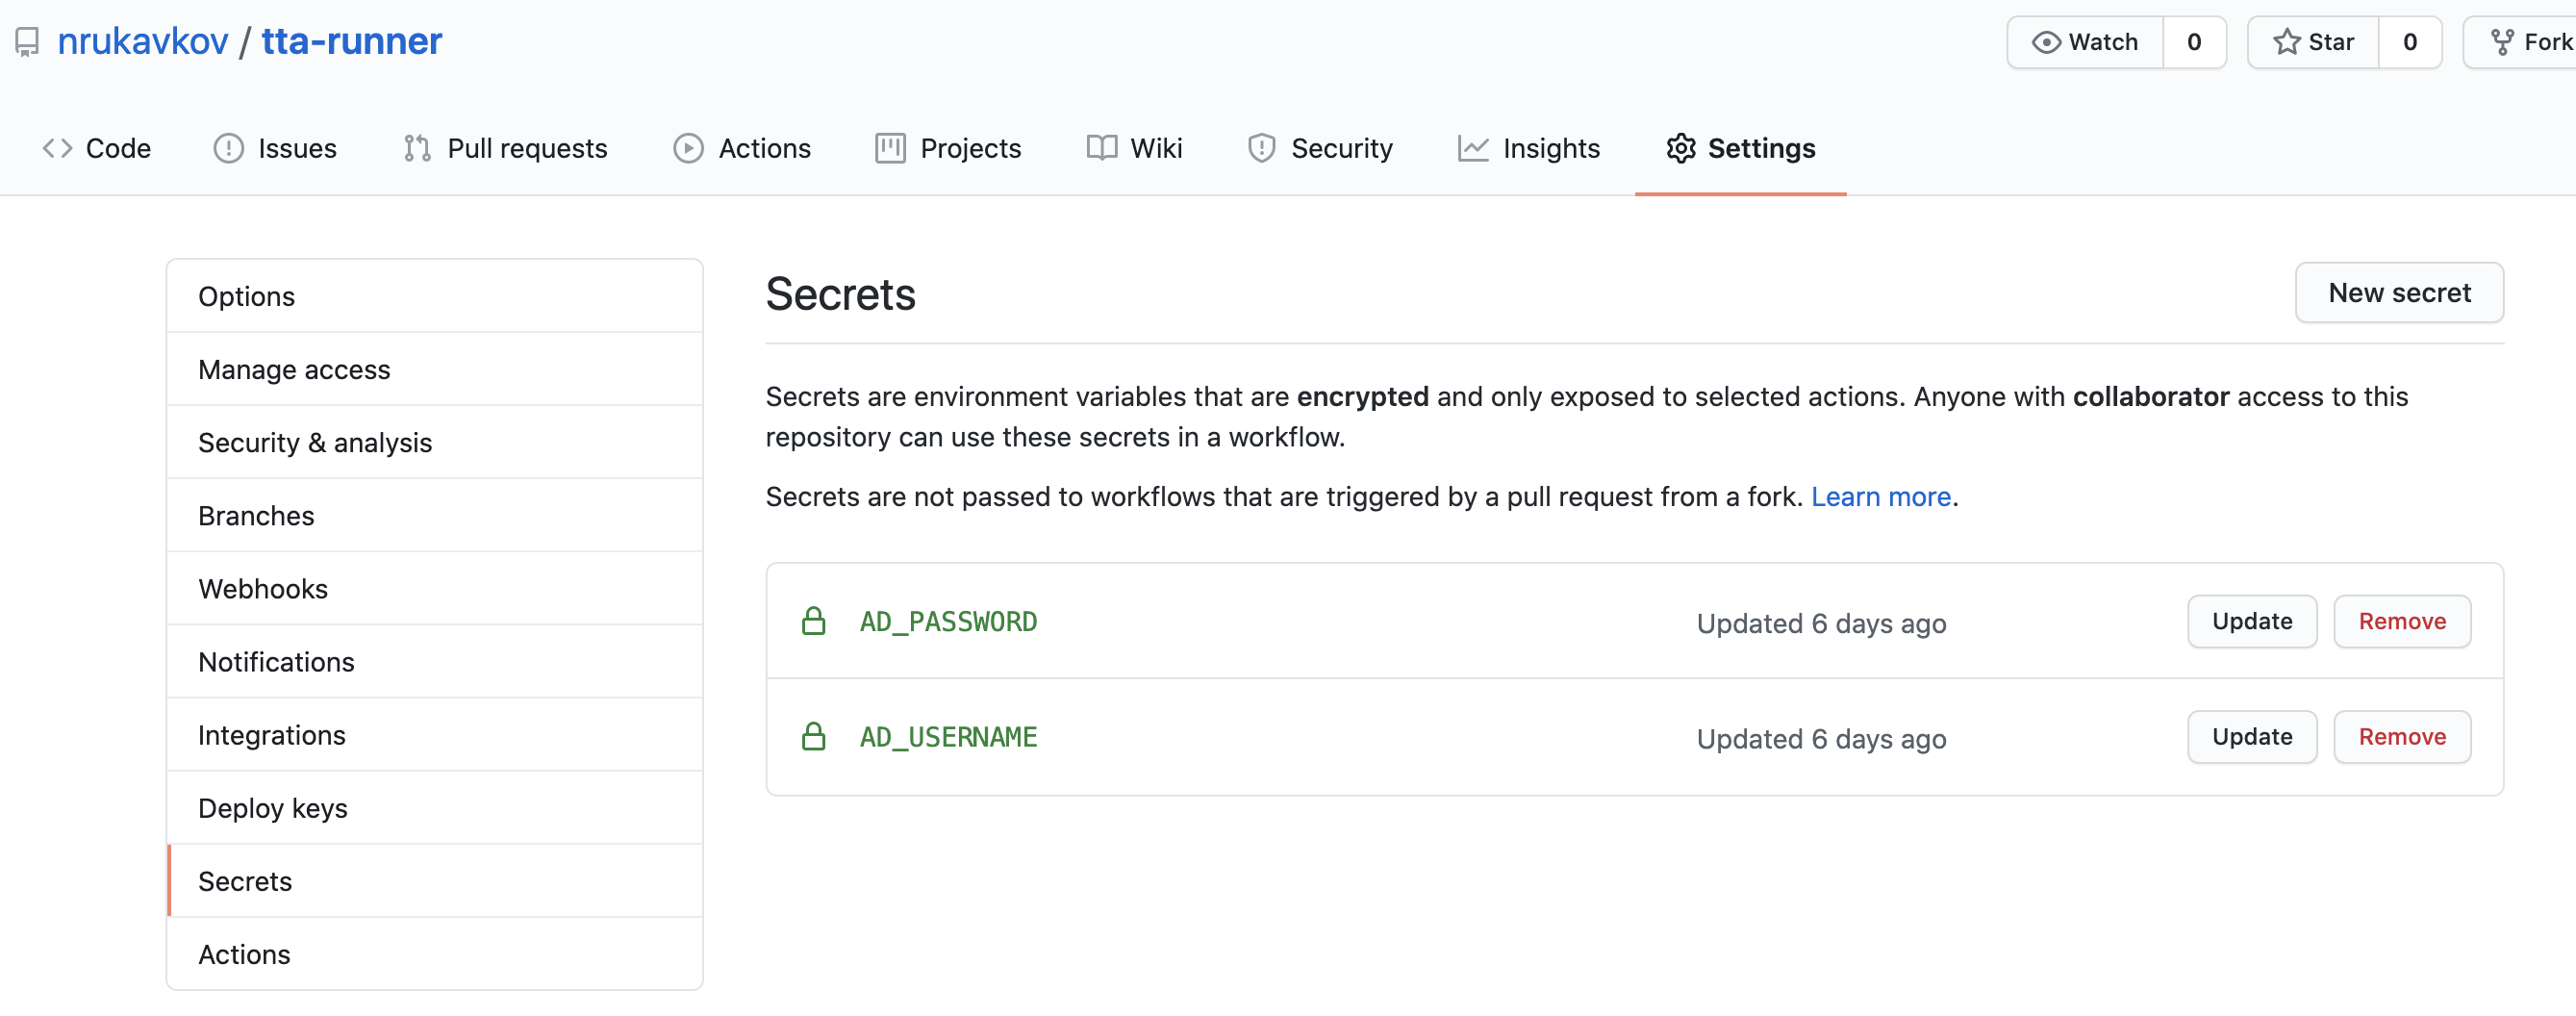 nrukavkov / tta-runner
Watch 0 Star 0 Fork
Code Issues Pull requests Actions Projects Wiki Security Insights Settings
Options
Manage access
Security & analysis
Branches
Webhooks
Notifications
Integrations
Deploy keys
Secrets
Actions
Secrets New secret
Secrets are environment variables that are encrypted and only exposed to selected actions. Anyone with collaborator access to this
repository can use these secrets in a workflow.
Secrets are not passed to workflows that are triggered by a pull request from a fork. Learn more.
AD_PASSWORD Updated 6 days ago Update Remove
AD_USERNAME Updated 6 days ago Update Remove